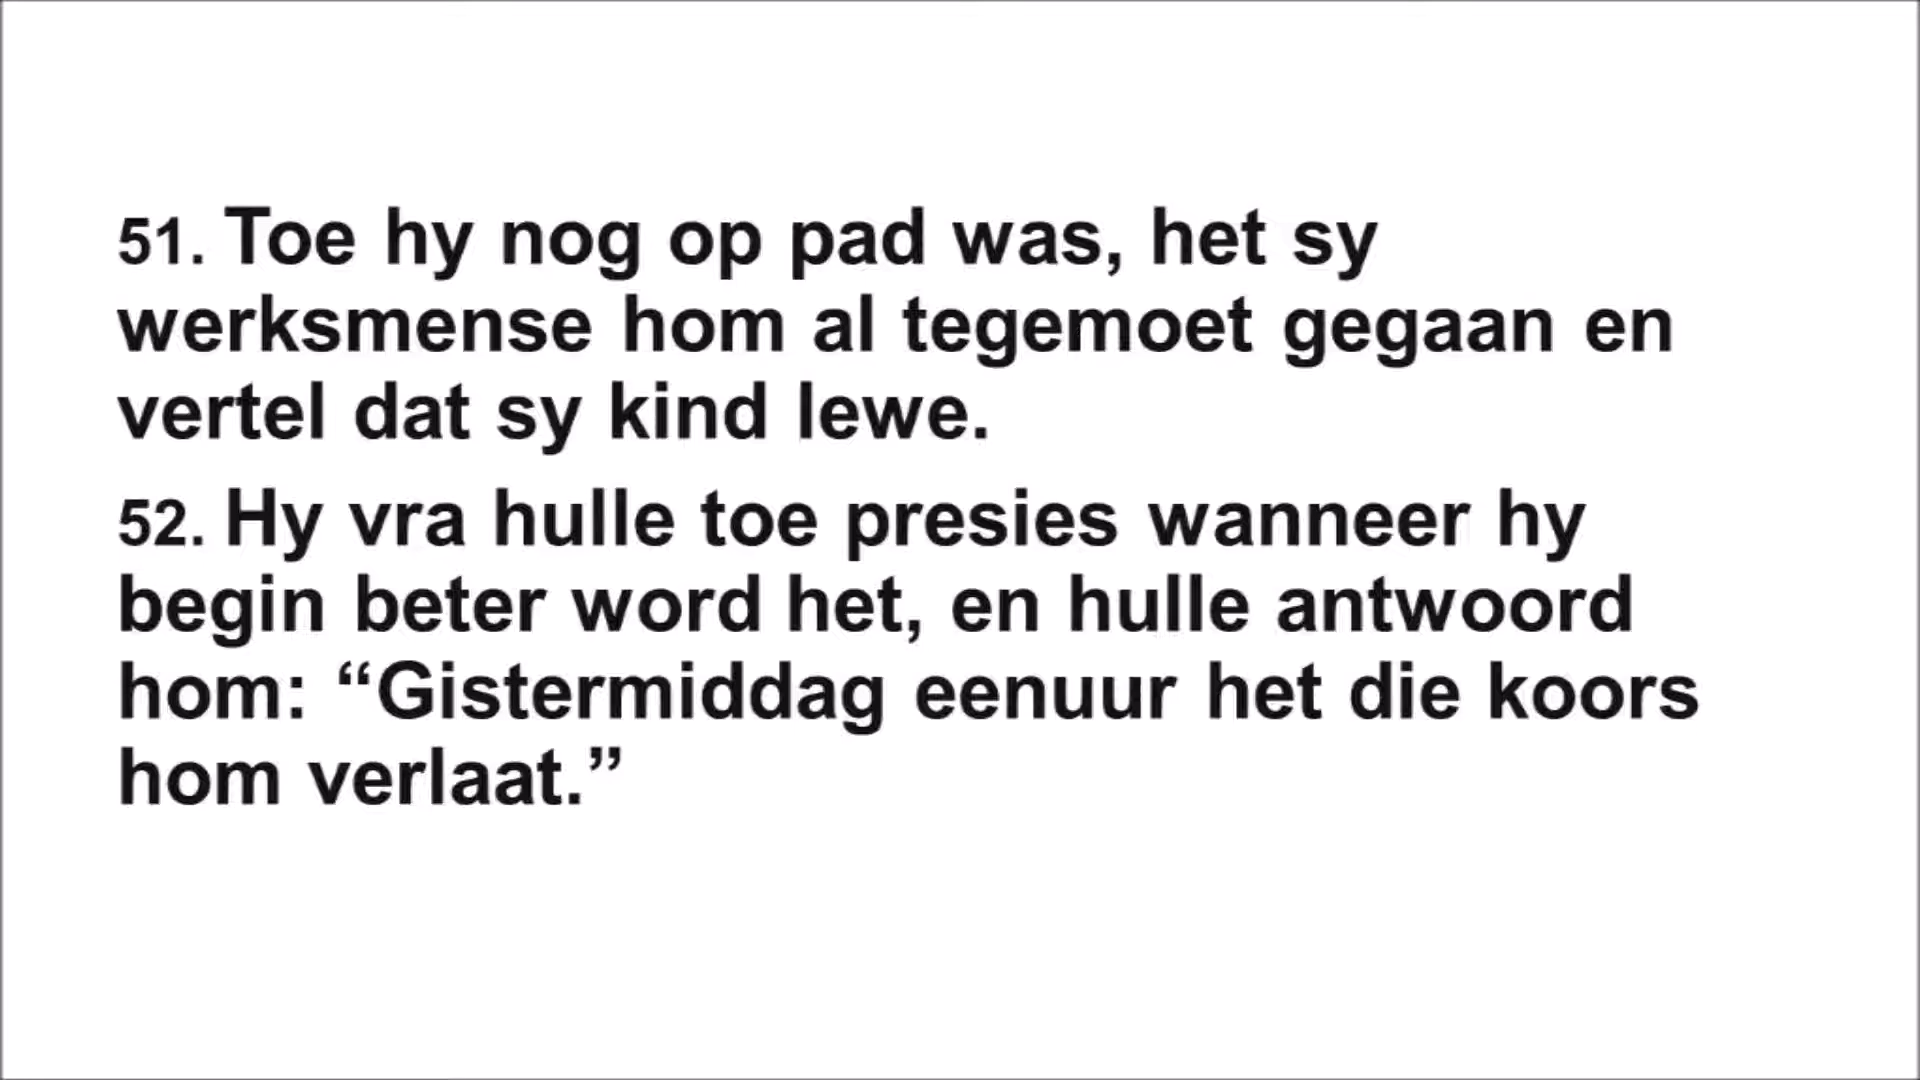 51. Toe hy nog op pad was, het sy
werksmense hom al tegemoet gegaan en
vertel dat sy kind lewe.
52. Hy vra hulle toe presies wanneer hy
begin beter word het, en hulle antwoord
hom: “Gistermiddag eenuur het die koors
hom verlaat.”